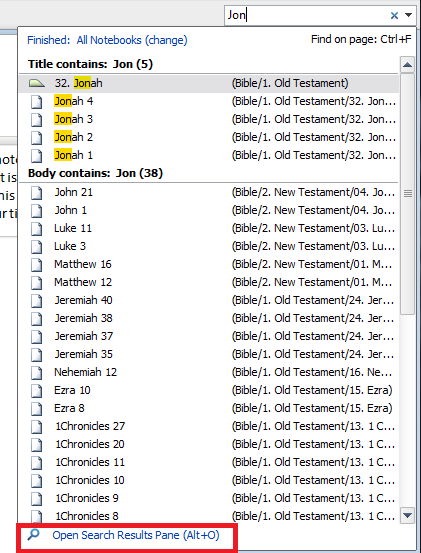 Jon
Finished: All Notebooks (change) Find on page: Ctrl+F
Title contains: Jon (5)
32. Jonah (Bible/1. Old Testament)
Jonah 4 (Bible/1. Old Testament/32. Jon...
Jonah 3 (Bible/1. Old Testament/32. Jon...
Jonah 2 (Bible/1. Old Testament/32. Jon...
Jonah 1 (Bible/1. Old Testament/32. Jon...
Body contains: Jon (38)
John 21 (Bible/2. New Testament/04. Jo...
John 1 (Bible/2. New Testament/04. Jo...
Luke 11 (Bible/2. New Testament/03. Lu...
Luke 3 (Bible/2. New Testament/03. Lu...
Matthew 16 (Bible/2. New Testament/01. M...
Matthew 12 (Bible/2. New Testament/01. M...
Jeremiah 40 (Bible/1. Old Testament/24. Jer...
Jeremiah 38 (Bible/1. Old Testament/24. Jer...
Jeremiah 37 (Bible/1. Old Testament/24. Jer...
Jeremiah 35 (Bible/1. Old Testament/24. Jer...
Nehemiah 12 (Bible/1. Old Testament/16. Ne...
Ezra 10 (Bible/1. Old Testament/15. Ezra)
Ezra 8 (Bible/1. Old Testament/15. Ezra)
1Chronicles 27 (Bible/1. Old Testament/13. 1 C...
1Chronicles 20 (Bible/1. Old Testament/13. 1 C...
1Chronicles 11 (Bible/1. Old Testament/13. 1 C...
1Chronicles 10 (Bible/1. Old Testament/13. 1 C...
1Chronicles 9 (Bible/1. Old Testament/13. 1 C...
1Chronicles 8 (Bible/1. Old Testament/13. 1 C...
Open Search Results Pane (Alt+O)